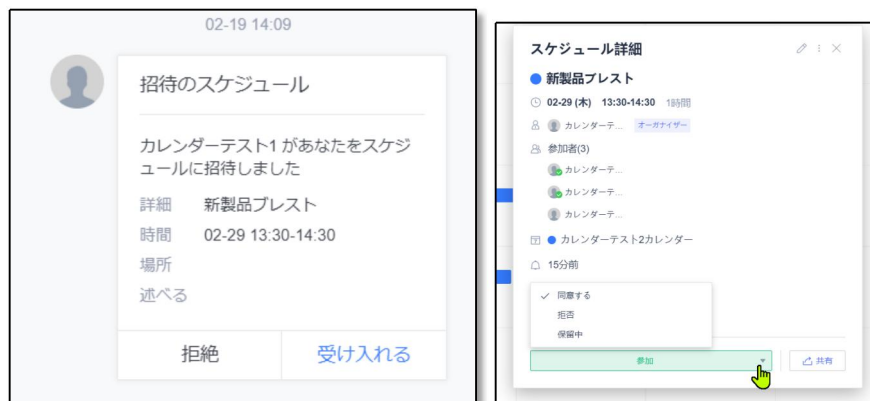 02-19 14:09
招待のスケジュール
カレンダーテスト1 があなたをスケジ
ュールに招待しました
詳細 新製品ブレスト
時間 02-29 13:30-14:30
場所
述べる
拒絶 受け入れる
スケジュール詳細
新製品ブレスト
02-29 (木) 13:30-14:30 1時間
カレンダーテ... オーガナイザー
参加者(3)
カレンダーテ...
カレンダーテ...
カレンダーテ...
カレンダーテスト2カレンダー
15分前
同意する
拒否
保留中
参加 共有